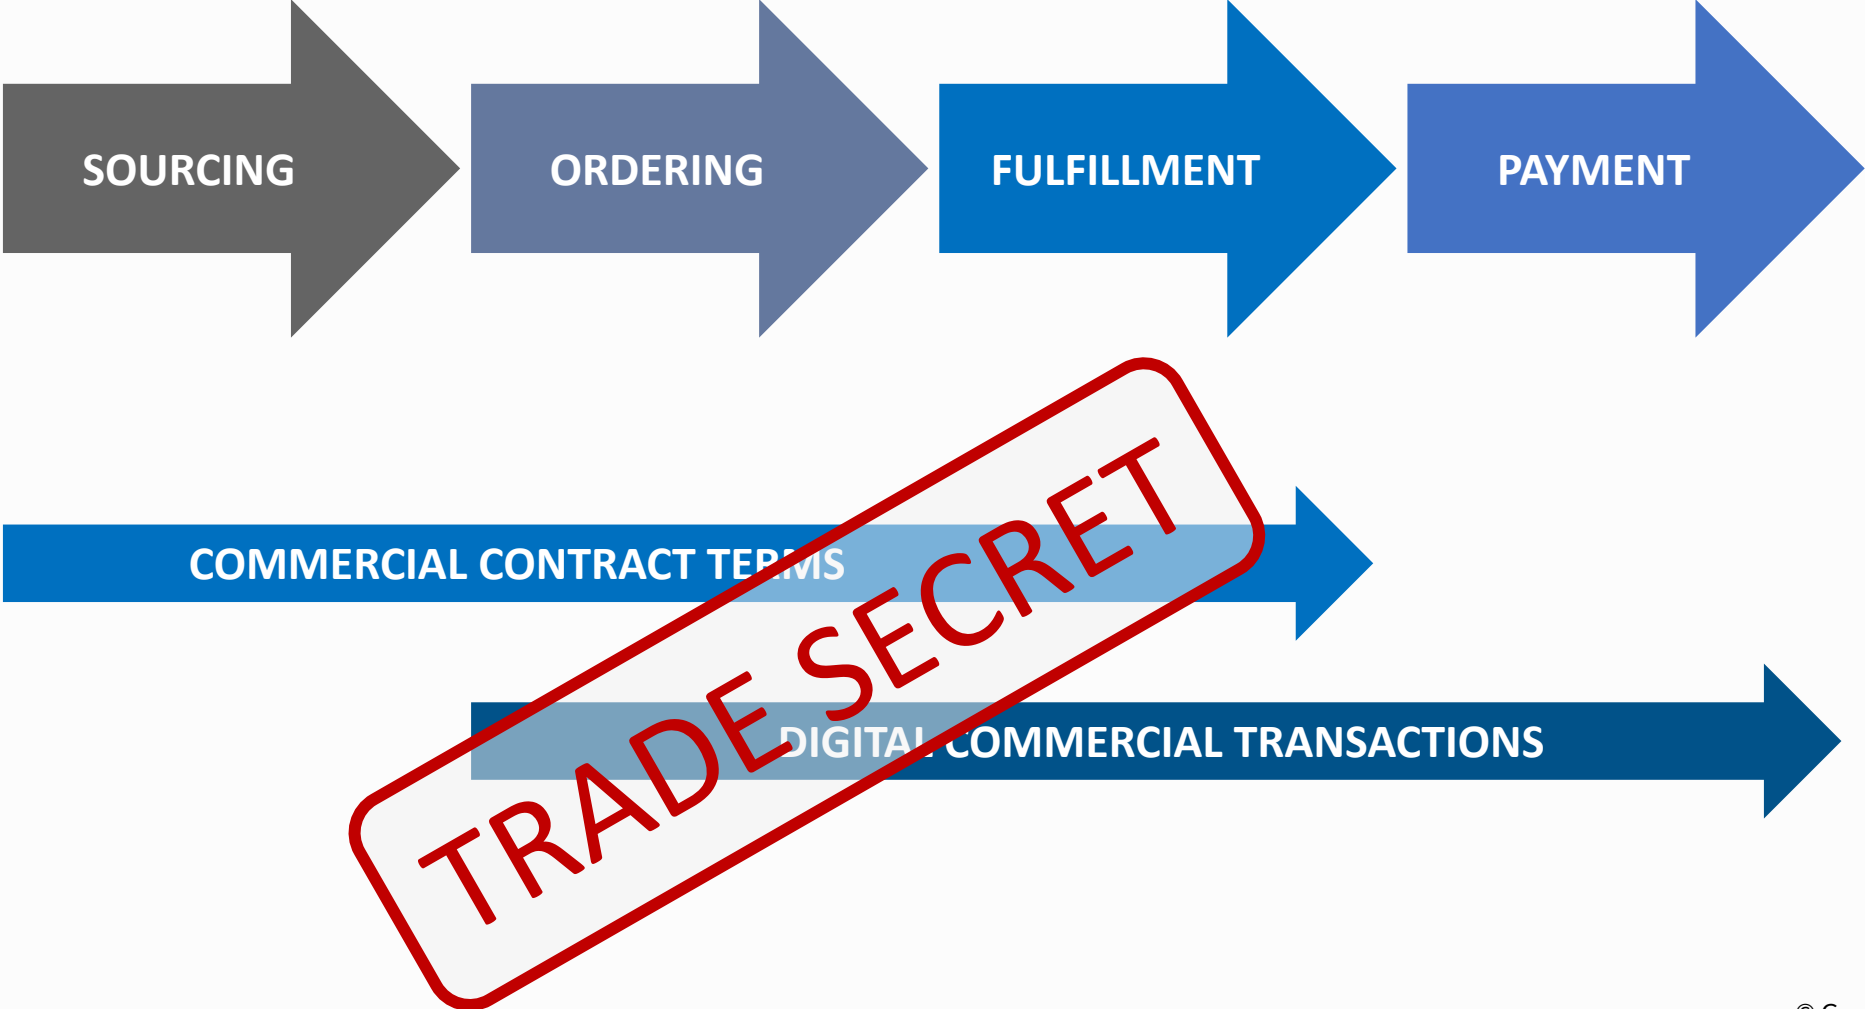 SOURCING
ORDERING
FULFILLMENT
PAYMENT
COMMERCIAL CONTRACT TERMS
TRADE SECRET
DIGITAL COMMERCIAL TRANSACTIONS